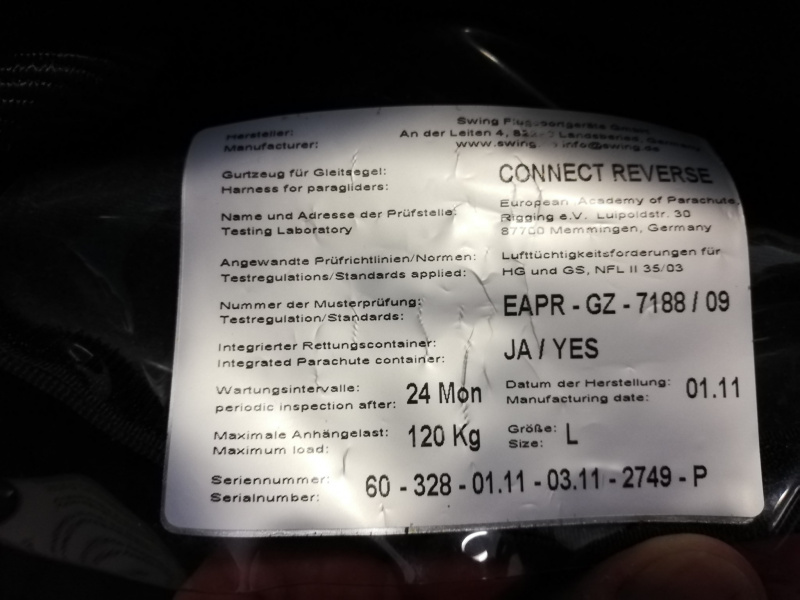 Hersteller:
Manufacturer:
Swing
An der Leiten 4, Landsberied, Germany
www.swing info@swing.de
Gurtzeug für Gleitsegel:
Harness for paragliders:
CONNECT REVERSE
Name und Adresse der Prüfstelle:
Testing Laboratory
European Academy of Parachute
Rigging e.V. Luipoldstr. 30
87700 Memmingen, Germany
Angewandte Prüfrichtlinien/Normen:
Testregulations/Standards applied:
Lufttüchtigkeitsforderungen für
HG und GS, NFL II 35/03
Nummer der Musterprüfung:
Testregulation/Standards:
EAPR - GZ - 7188 / 09
Integrierter Rettungscontainer:
Integrated Parachute container:
JA / YES
Wartungsintervalle:
periodic inspection after:
24 Mon
Datum der Herstellung:
Manufacturing date:
01.11
Maximale Anhängelast:
Maximum load:
120 Kg
Größe:
Size:
L
Seriennummer:
Serialnumber:
60 - 328 - 01.11 - 03.11 - 2749 - P